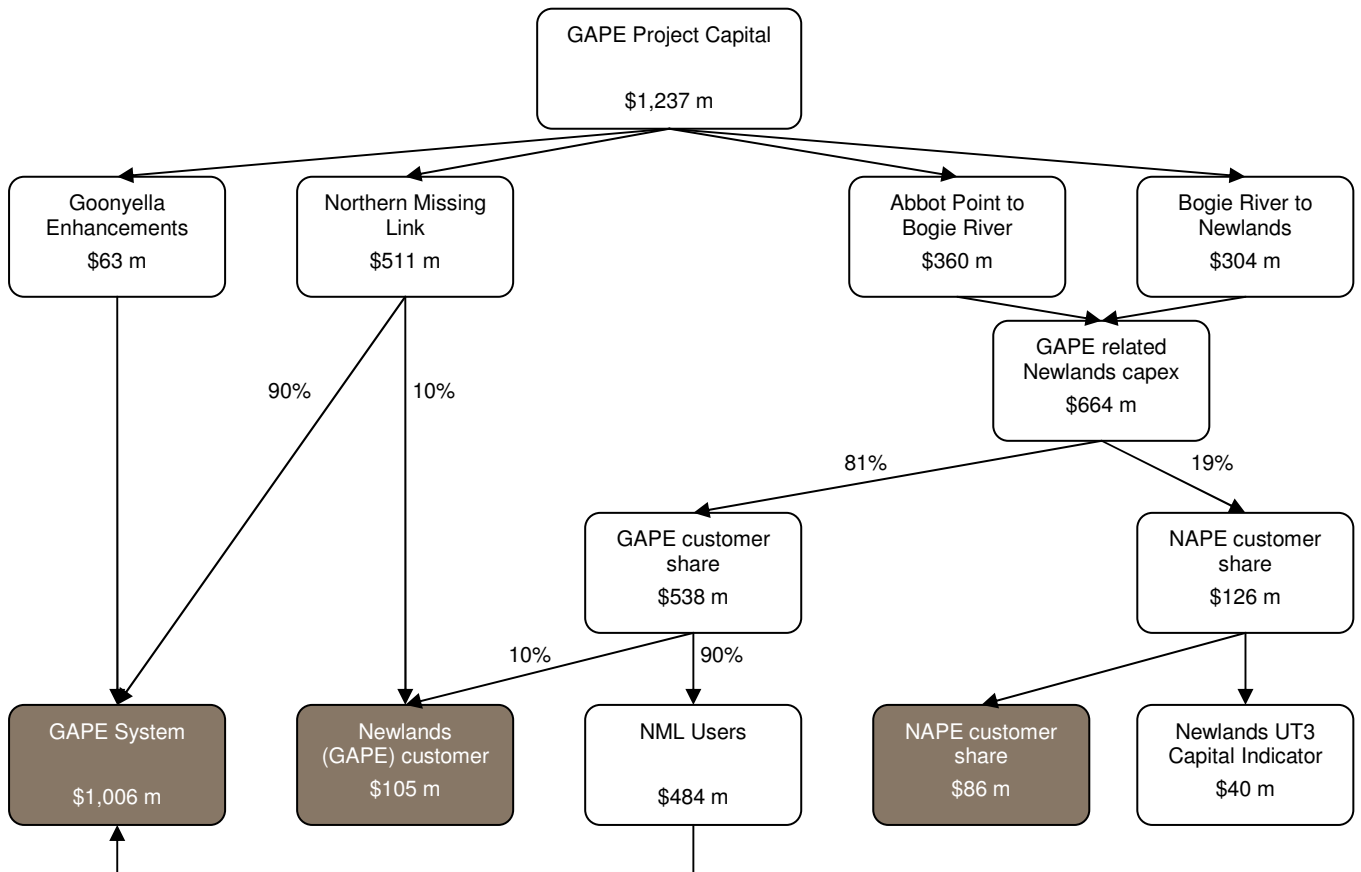 GAPE Project Capital
$1,237 m
Goonyella
Enhancements
$63 m
Northern Missing
Link
$511 m
Abbot Point to
Bogie River
$360 m
Bogie River to
Newlands
$304 m
GAPE related
Newlands capex
$664 m
90%
10%
81%
19%
GAPE customer
share
$538 m
NAPE customer
share
$126 m
10%
90%
GAPE System
$1,006 m
Newlands
(GAPE) customer
$105 m
NML Users
$484 m
NAPE customer
share
$86 m
Newlands UT3
Capital Indicator
$40 m